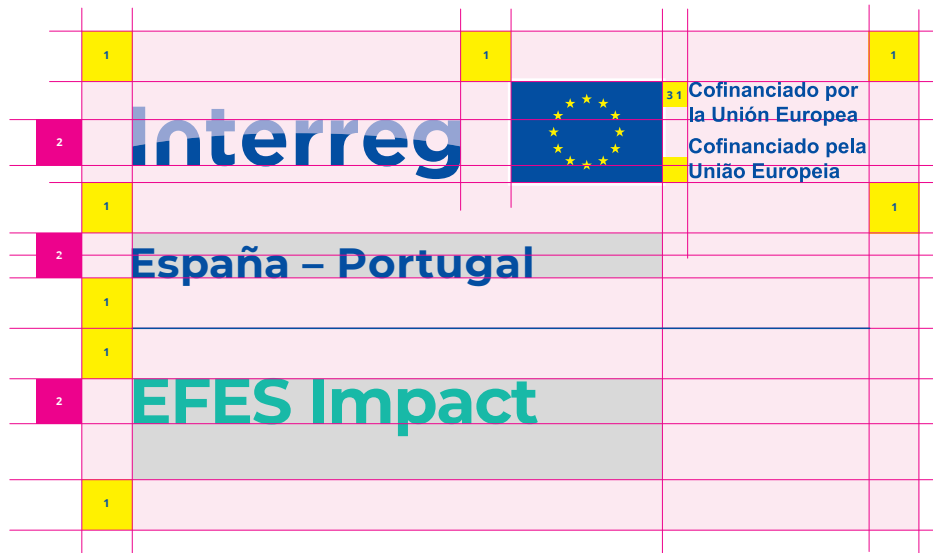 1
1
1
3 1
Cofinanciado por
la Unión Europea
2
Interreg
Cofinanciado pela
União Europeia
1
1
2
España – Portugal
1
1
2
EFES Impact
1